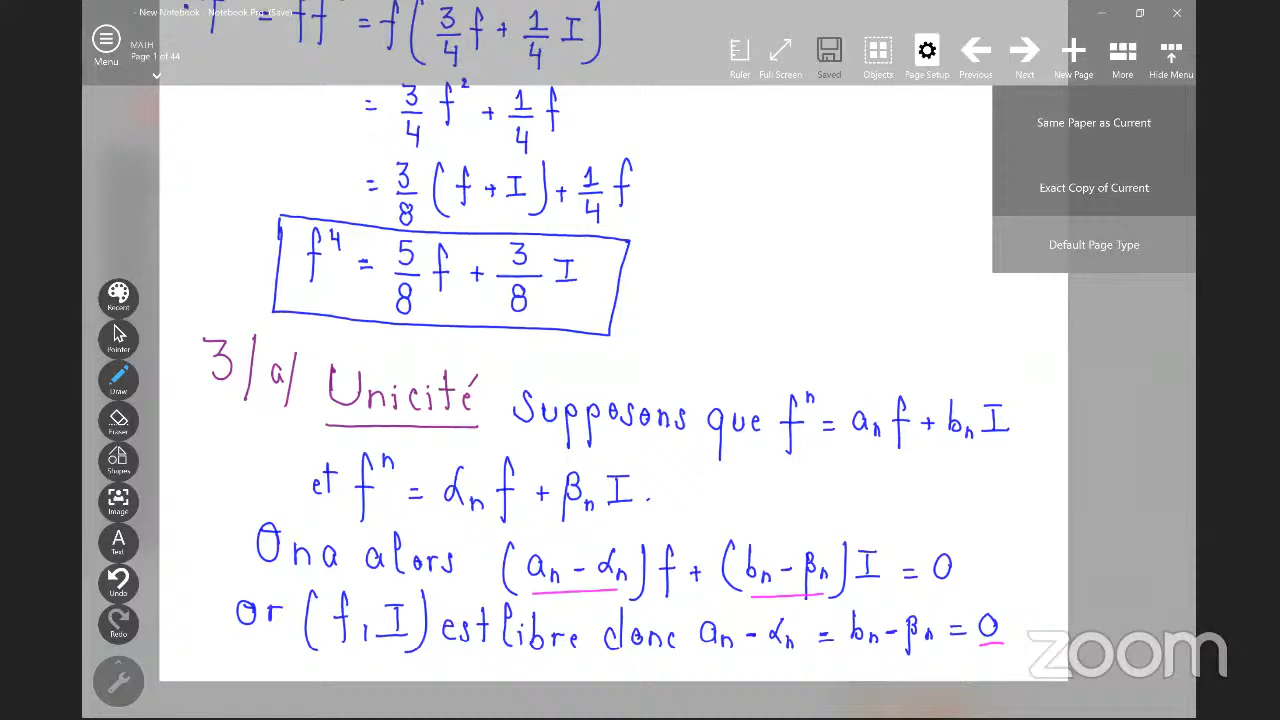 - New Notebook - Notebook Pro (Save)
Menu
MATH
Page 1 of 44
Ruler
Full Screen
Saved
Objects
Page Setup
Previous
Next
New Page
More
Hide Menu
Same Paper as Current
Exact Copy of Current
Default Page Type
= f(3/4 f + 1/4 I)
= 3/4 f² + 1/4 f
= 3/8 (f + I) + 1/4 f
f⁴ = 5/8 f + 3/8 I
3/a/ Unicité Supposons que fⁿ = aₙ f + bₙ I
et fⁿ = αₙ f + βₙ I.
On a alors (aₙ - αₙ) f + (bₙ - βₙ) I = 0
or (f, I) est libre donc aₙ - αₙ = bₙ - βₙ = 0
Recent
Pointer
Draw
Eraser
Shapes
Image
A
Text
Undo
Redo
zoom